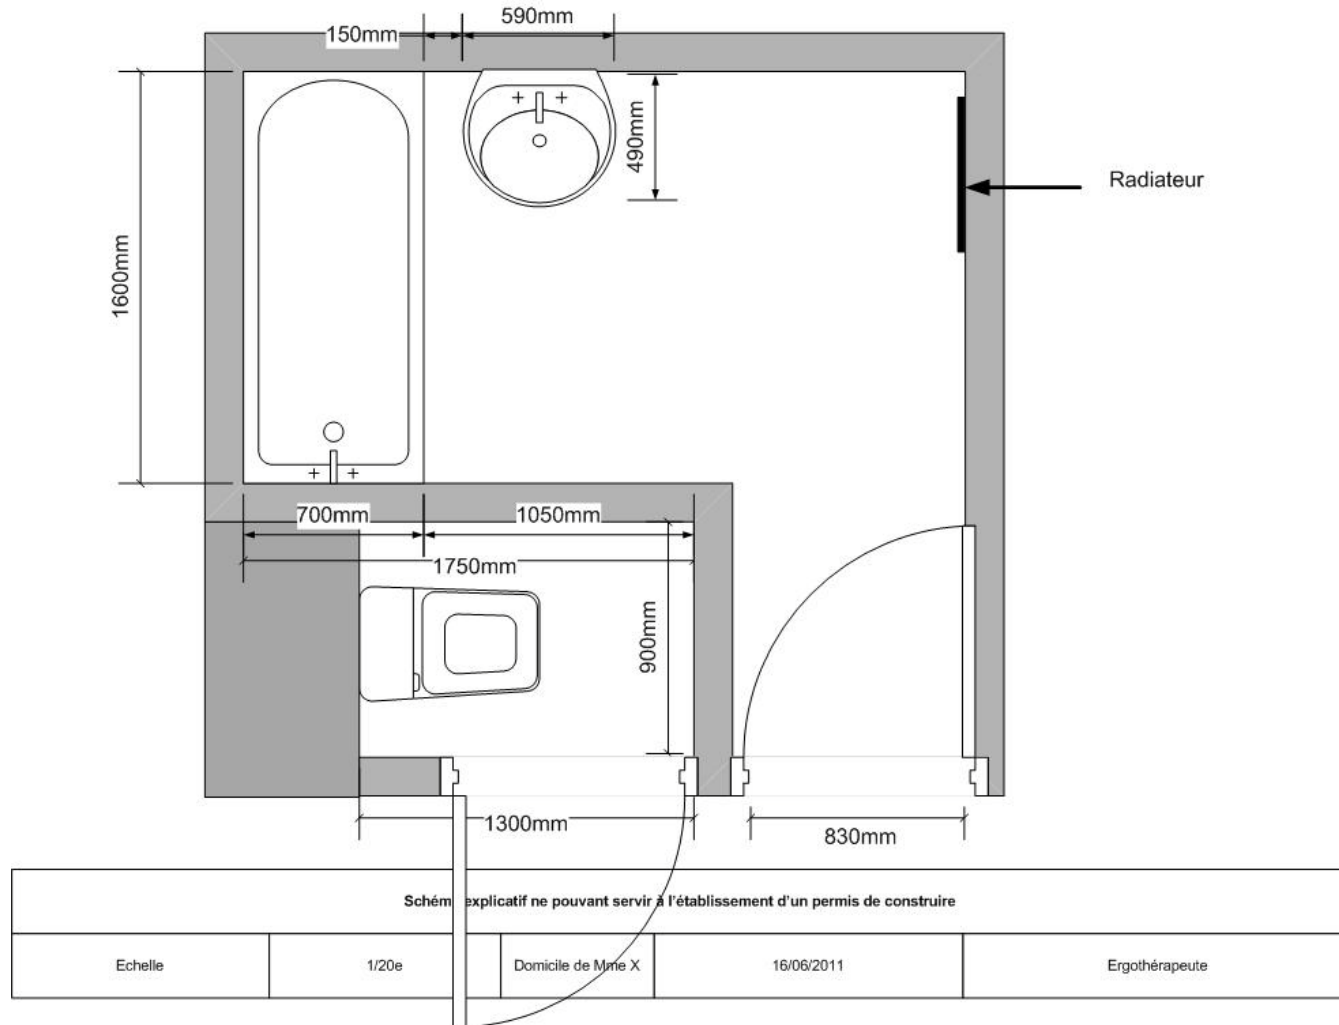 590mm
150mm
490mm
Radiateur
1600mm
700mm
1050mm
1750mm
900mm
1300mm
830mm
Schém explicatif ne pouvant servir à l'établissement d'un permis de construire
Echelle
1/20e
Domicile de Mme X
16/06/2011
Ergothérapeute